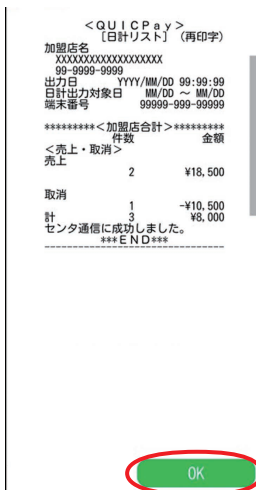 ＜QUICPay＞
［日計リスト］ （再印字）
加盟店名
XXXXXXXXXXXXXXXXXXX
99-9999-9999
出力日 YYYY/MM/DD 99:99:99
日計出力対象日 MM/DD ～ MM/DD
端末番号 99999-999-99999
*********＜加盟店合計＞*********
件数 金額
＜売上・取消＞
売上
2 ¥18,500
取消
1 -¥10,500
計 3 ¥8,000
センタ通信に成功しました。
***END***
--------------------------------
OK